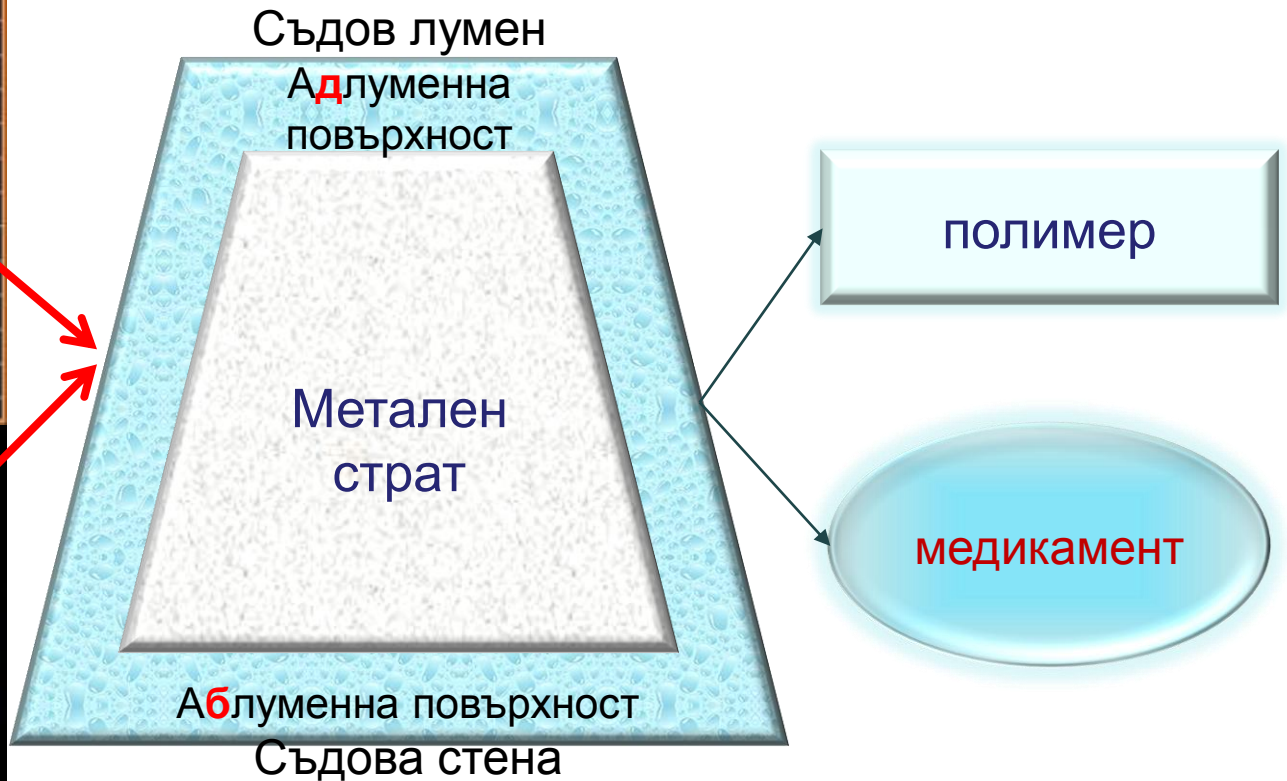 Съдов лумен
Адлуменна
повърхност
полимер
Метален
страт
медикамент
Аблуменна повърхност
Съдова стена